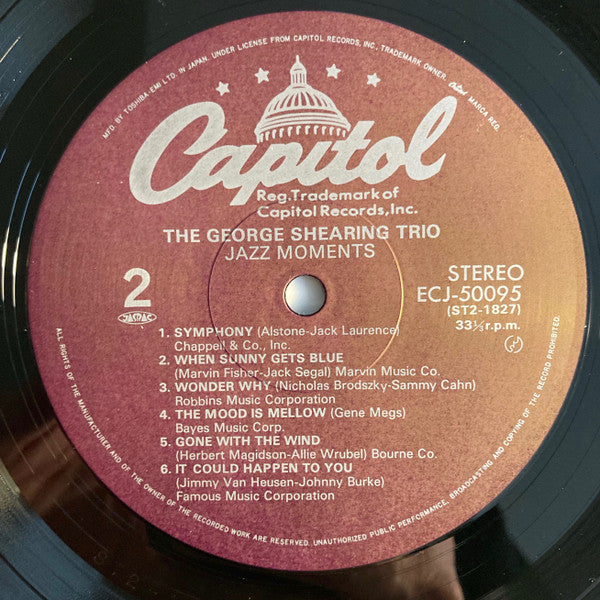 MFD. BY TOSHIBA-EMI LTD. IN JAPAN. UNDER LICENSE FROM CAPITOL RECORDS, INC., TRADEMARK OWNER. Capitol MARCA REG.
Capitol
Reg.Trademark of
Capitol Records,Inc.
THE GEORGE SHEARING TRIO
JAZZ MOMENTS
2
JASRAC
STEREO
ECJ-50095
(ST2-1827)
33⅓r.p.m.
1. SYMPHONY (Alstone-Jack Laurence)
Chappell & Co., Inc.
2. WHEN SUNNY GETS BLUE
(Marvin Fisher-Jack Segal) Marvin Music Co.
3. WONDER WHY (Nicholas Brodszky-Sammy Cahn)
Robbins Music Corporation
4. THE MOOD IS MELLOW (Gene Megs)
Bayes Music Corp.
5. GONE WITH THE WIND
(Herbert Magidson-Allie Wrubel) Bourne Co.
6. IT COULD HAPPEN TO YOU
(Jimmy Van Heusen-Johnny Burke)
Famous Music Corporation
ALL RIGHTS OF THE MANUFACTURER AND OF THE OWNER OF THE RECORDED WORK ARE RESERVED. UNAUTHORIZED PUBLIC PERFORMANCE, BROADCASTING AND COPYING OF THE RECORD PROHIBITED.